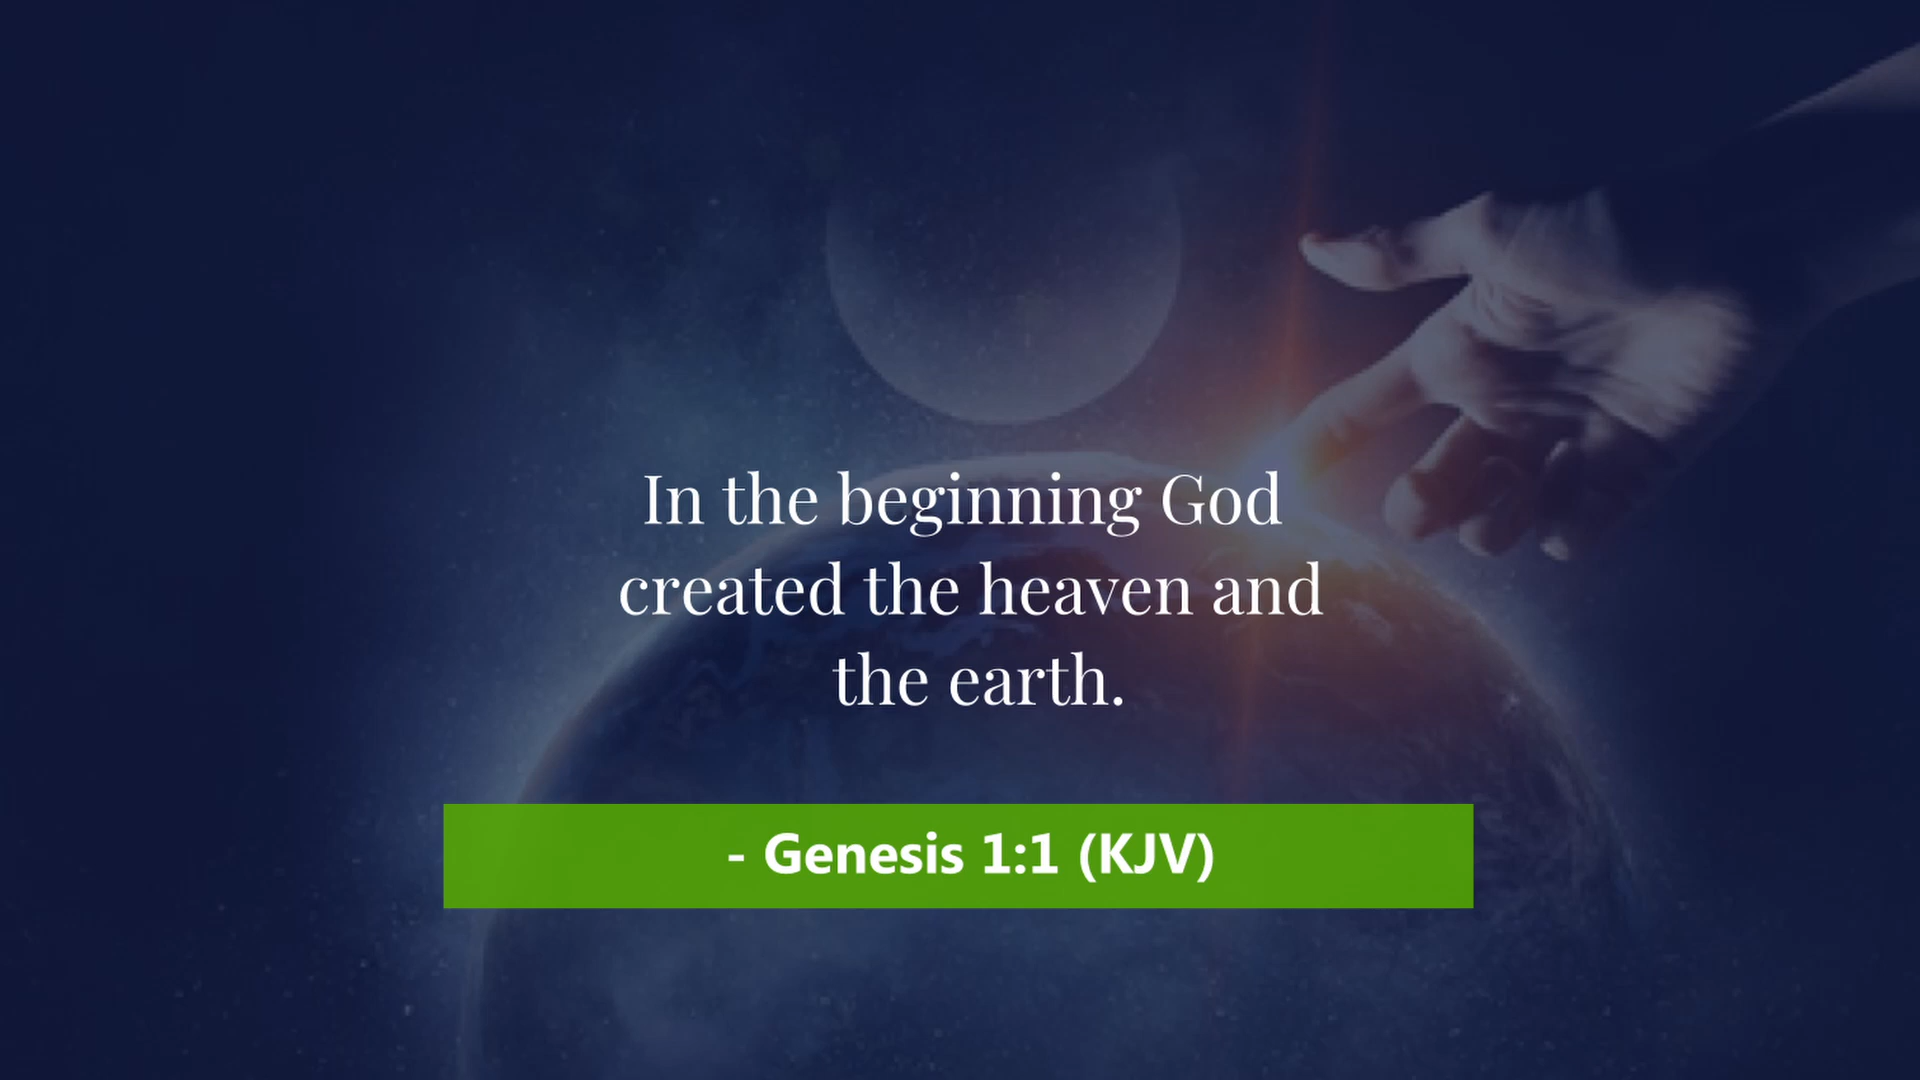 In the beginning God
created the heaven and
the earth.
- Genesis 1:1 (KJV)